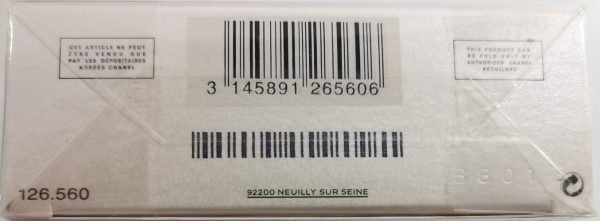 CET ARTICLE NE PEUT
ÊTRE VENDU QUE
PAR LES DEPOSITAIRES
AGREES CHANEL
THIS PRODUCT CAN
BE SOLD ONLY BY
AUTHORIZED CHANEL
RETAILERS
3 145891 265606
126.560
92200 NEUILLY SUR SEINE